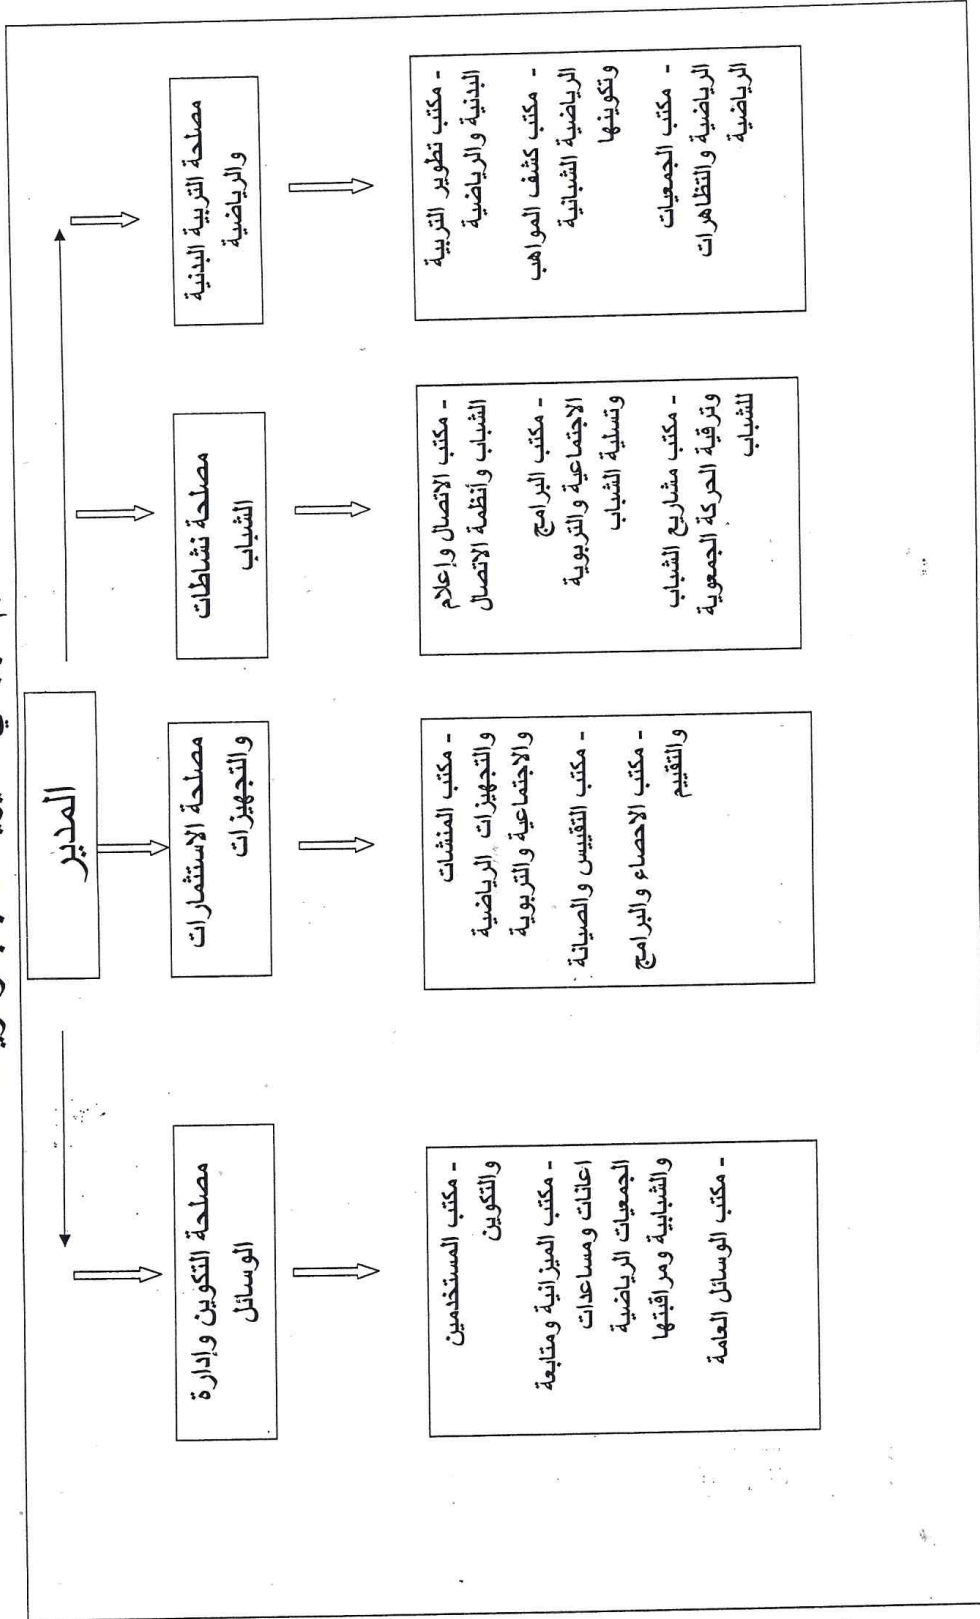 المدير
مصلحة التربية البدنية
والرياضية
- مكتب تطوير التربية
البدنية والرياضية
- مكتب كشف المواهب
الرياضية الشبانية
وتكوينها
- مكتب الجمعيات
الرياضية والتظاهرات
الرياضية
مصلحة نشاطات
الشباب
- مكتب الاتصال وإعلام
الشباب وأنظمة الاتصال
- مكتب البرامج
الاجتماعية والتربوية
وتسلية الشباب
- مكتب مشاريع الشباب
وترقية الحركة الجمعوية
للشباب
مصلحة الاستثمارات
والتجهيزات
- مكتب المنشات
والتجهيزات الرياضية
والاجتماعية والتربوية
- مكتب التقييس والصيانة
- مكتب الاحصاء والبرامج
والتقييم
مصلحة التكوين وإدارة
الوسائل
- مكتب المستخدمين
والتكوين
- مكتب الميزانية ومتابعة
اعانات ومساعدات
الجمعيات الرياضية
والشبابية ومراقبتها
- مكتب الوسائل العامة